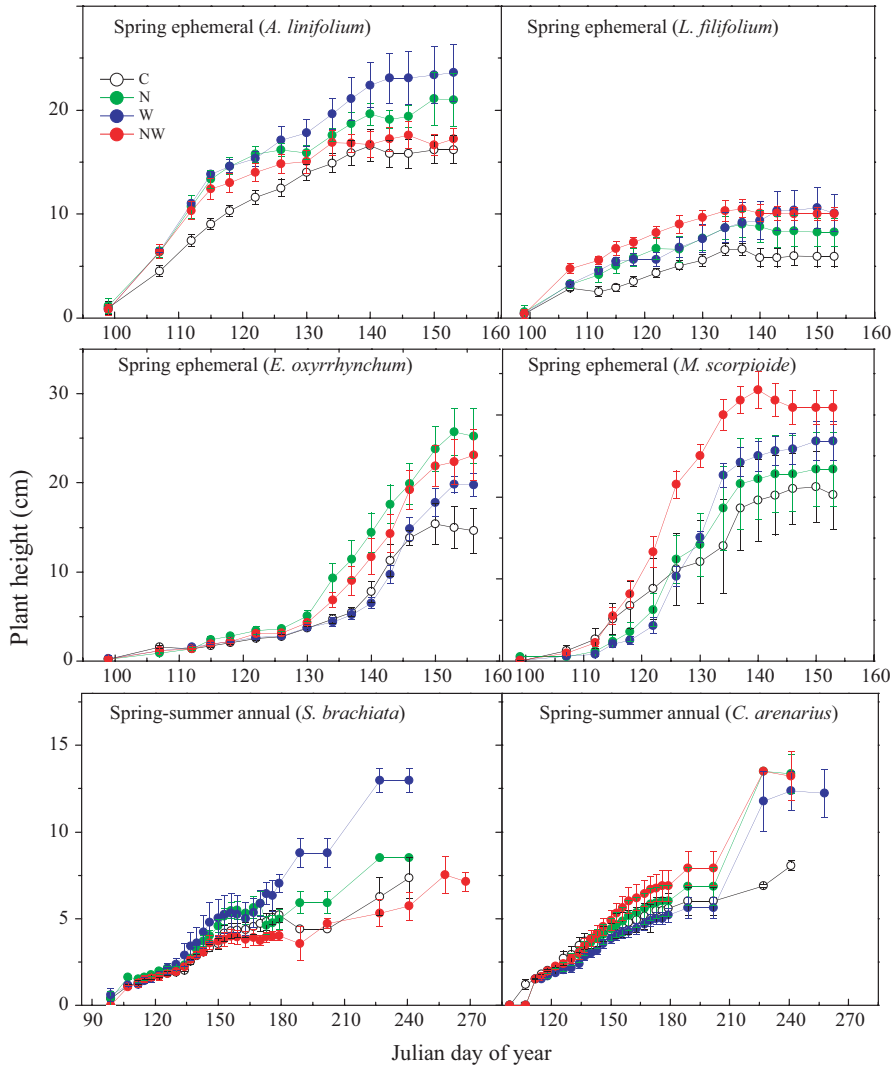 Spring ephemeral (A. linifolium)
Spring ephemeral (L. filifolium)
C
N
W
NW
20
10
0
100 110 120 130 140 150 160
100 110 120 130 140 150 160
Spring ephemeral (E. oxyrrhynchum)
Spring ephemeral (M. scorpioide)
30
20
10
0
100 110 120 130 140 150 160
100 110 120 130 140 150 160
Plant height (cm)
Spring-summer annual (S. brachiata)
Spring-summer annual (C. arenarius)
15
10
5
0
90 120 150 180 210 240 270
120 150 180 210 240 270
Julian day of year